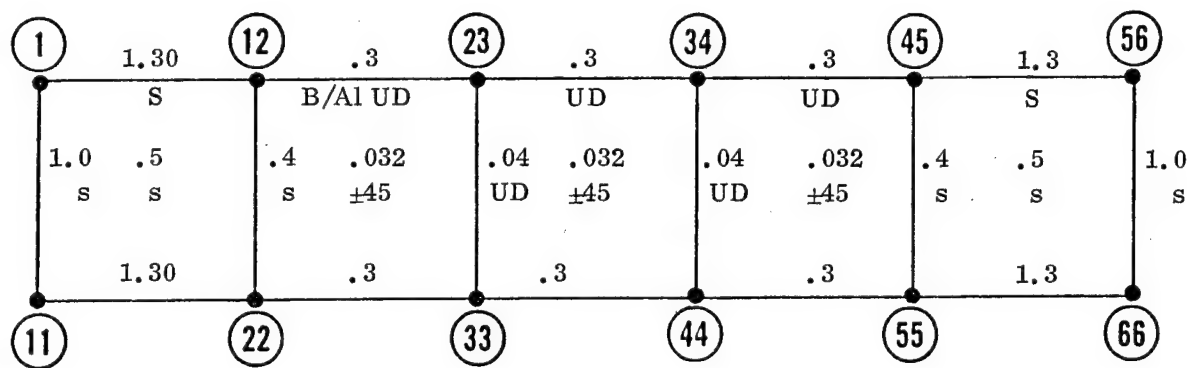 1 12 23 34 45 56
1.30 .3 .3 .3 1.3
S B/Al UD UD UD S
1.0 .5 .4 .032 .04 .032 .04 .032 .4 .5 1.0
s s s ±45 UD ±45 UD ±45 s s s
1.30 .3 .3 .3 1.3
11 22 33 44 55 66